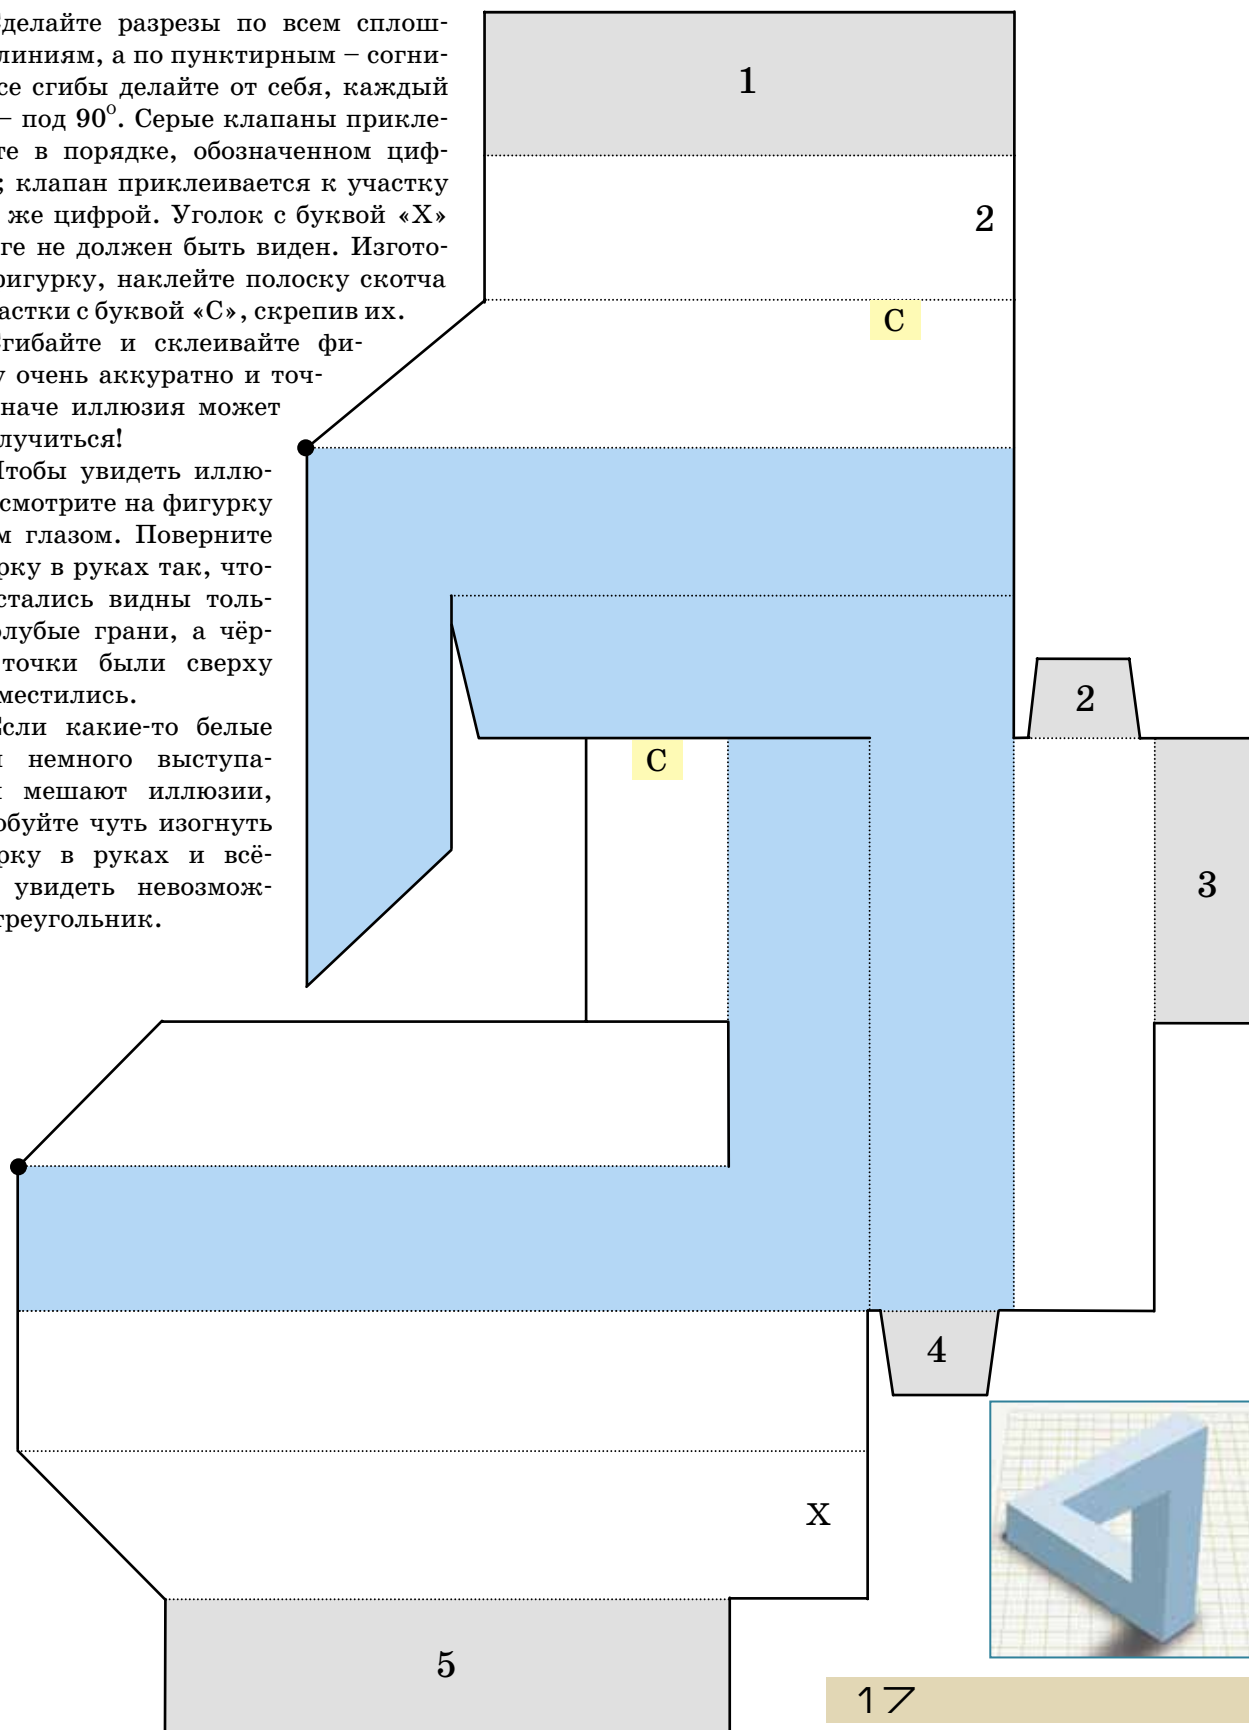 Сделайте разрезы по всем сплош-
линиям, а по пунктирным – согни-
се сгибы делайте от себя, каждый
– под 90°. Серые клапаны прикле-
те в порядке, обозначенном циф-
; клапан приклеивается к участку
же цифрой. Уголок с буквой «Х»
ге не должен быть виден. Изгото-
фигурку, наклейте полоску скотча
астки с буквой «С», скрепив их.
Сгибайте и склеивайте фи-
у очень аккуратно и точ-
наче иллюзия может
лучиться!
Чтобы увидеть иллю-
смотрите на фигурку
м глазом. Поверните
рку в руках так, что-
стались видны толь-
олубые грани, а чёр-
точки были сверху
местились.
Если какие-то белые
и немного выступа-
и мешают иллюзии,
обуйте чуть изогнуть
рку в руках и всё-
увидеть невозмож-
треугольник.
1
2
С
2
С
3
4
Х
5
17